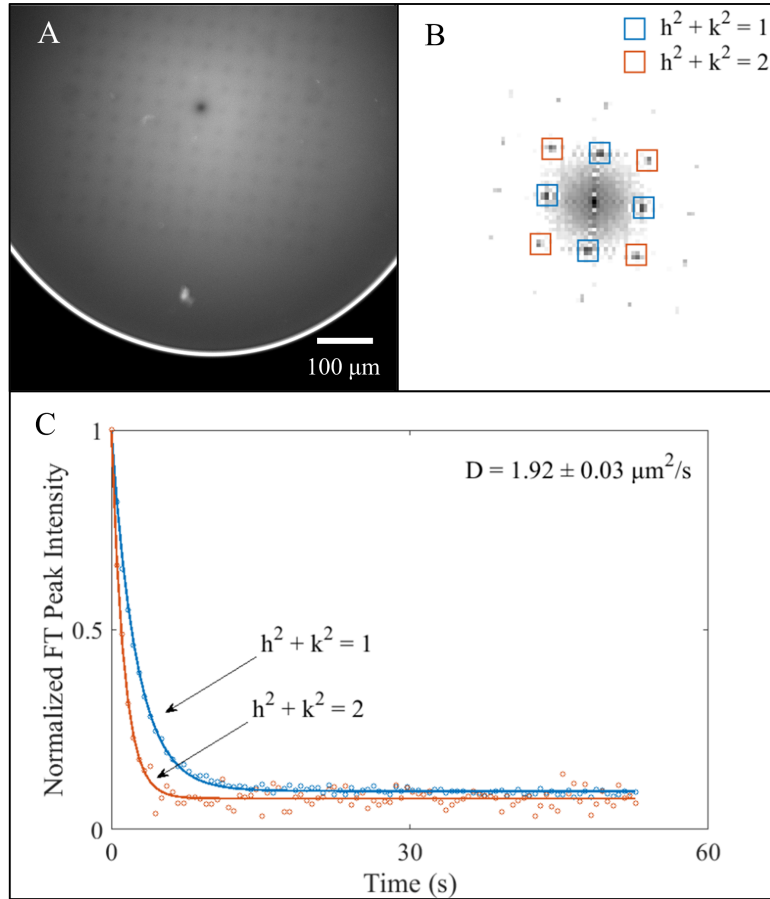 A
100 μm
B
h² + k² = 1
h² + k² = 2
C
Normalized FT Peak Intensity
1
0.5
0
D = 1.92 ± 0.03 μm²/s
h² + k² = 1
h² + k² = 2
0
30
60
Time (s)